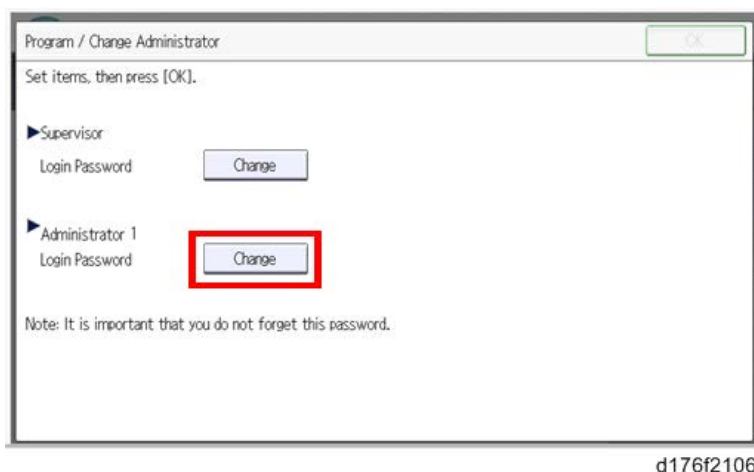 Program / Change Administrator
OK
Set items, then press [OK].
▶Supervisor
Login Password
Change
▶Administrator 1
Login Password
Change
Note: It is important that you do not forget this password.
d176f2106